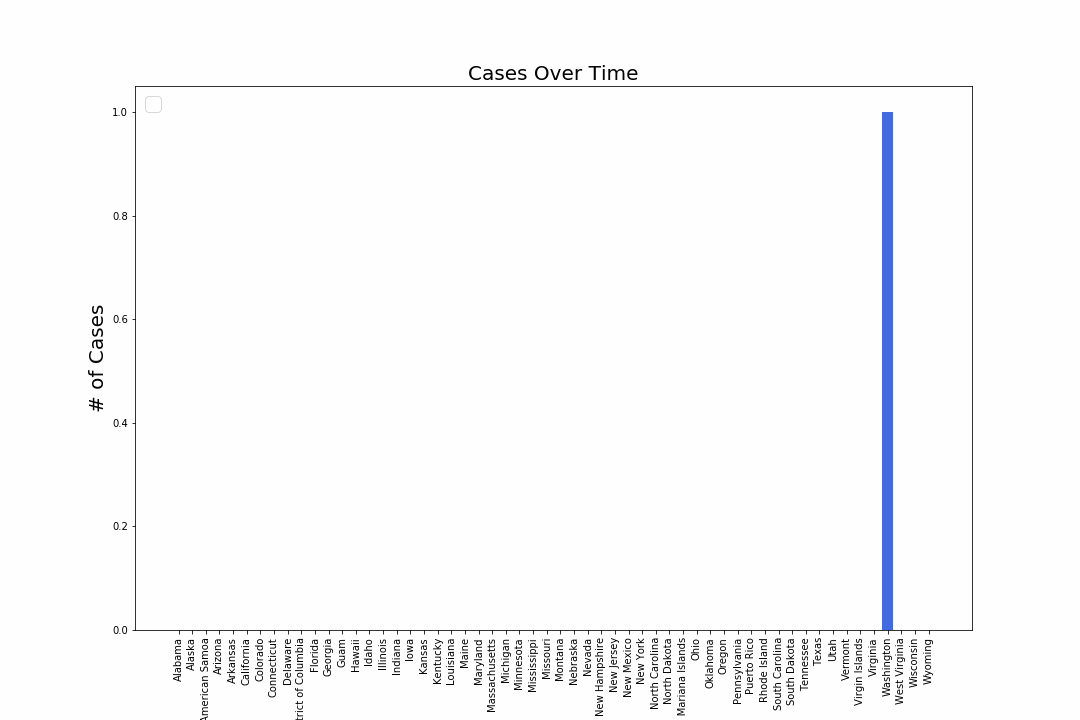 Cases Over Time
# of Cases
1.0
0.8
0.6
0.4
0.2
0.0
Alabama
Alaska
American Samoa
Arizona
Arkansas
California
Colorado
Connecticut
Delaware
trict of Columbia
Florida
Georgia
Guam
Hawaii
Idaho
Illinois
Indiana
Iowa
Kansas
Kentucky
Louisiana
Maine
Maryland
Massachusetts
Michigan
Minnesota
Mississippi
Missouri
Montana
Nebraska
Nevada
New Hampshire
New Jersey
New Mexico
New York
North Carolina
North Dakota
Mariana Islands
Ohio
Oklahoma
Oregon
Pennsylvania
Puerto Rico
Rhode Island
South Carolina
South Dakota
Tennessee
Texas
Utah
Vermont
Virgin Islands
Virginia
Washington
West Virginia
Wisconsin
Wyoming